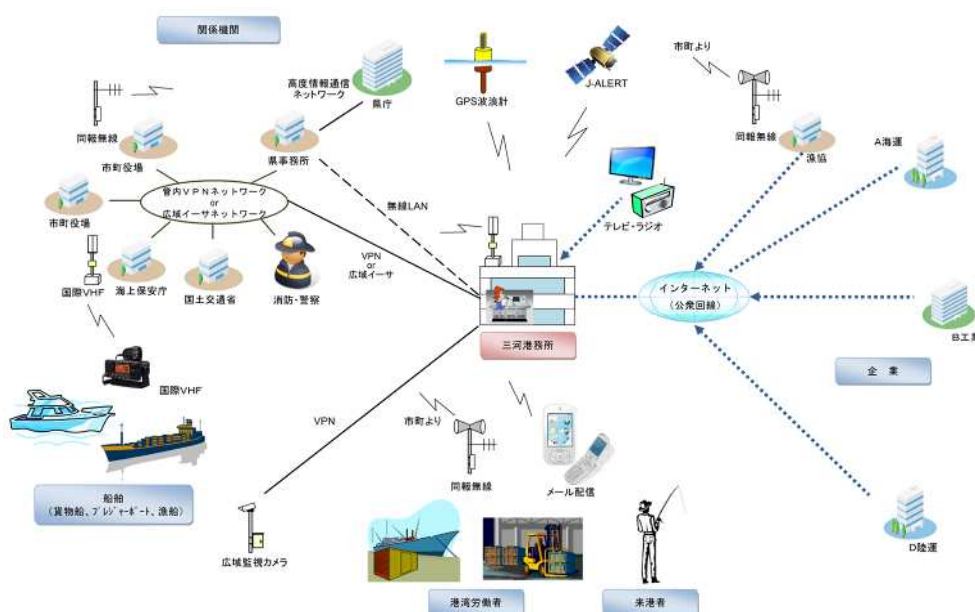 関係機関
高度情報通信
ネットワーク
県庁
GPS波浪計
J-ALERT
市町より
同報無線
漁協
A海運
同報無線
市町役場
県事務所
管内VPNネットワーク
or
広域イーサネットワーク
市町役場
無線LAN
テレビ・ラジオ
VPN
or
広域イーサ
国際VHF
海上保安庁
国土交通省
消防・警察
インターネット
(公衆回線)
三河港務所
B工業
企 業
国際VHF
VPN
市町より
同報無線
メール配信
船舶
(貨物船、プレジャーボート、漁船)
広域監視カメラ
D陸運
港湾労働者
来港者